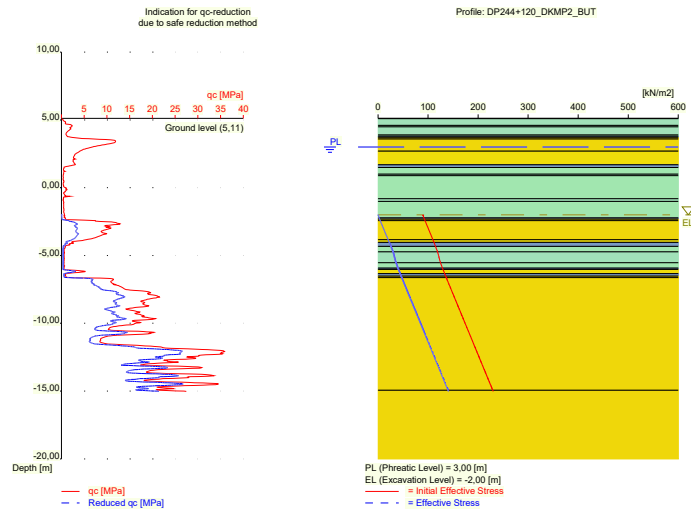 Indication for qc-reduction
due to safe reduction method
Profile: DP244+120_DKMP2_BUT
10,00
qc [MPa]
[kN/m2]
5 10 15 20 25 30 35 40
0 100 200 300 400 500 600
5,00
Ground level (5,11)
PL
0,00
EL
-5,00
-10,00
-15,00
-20,00
Depth [m]
PL (Phreatic Level) = 3,00 [m]
EL (Excavation Level) = -2,00 [m]
qc [MPa]
Reduced qc [MPa]
= Initial Effective Stress
= Effective Stress